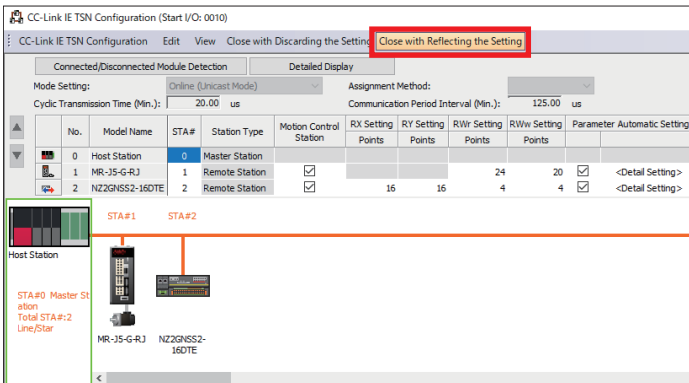 CC-Link IE TSN Configuration (Start I/O: 0010)
CC-Link IE TSN Configuration Edit View Close with Discarding the Setting Close with Reflecting the Setting
Connected/Disconnected Module Detection Detailed Display
Mode Setting: Online (Unicast Mode) Assignment Method:
Cyclic Transmission Time (Min.): 20.00 us Communication Period Interval (Min.): 125.00 us
No. Model Name STA# Station Type Motion Control Station RX Setting RY Setting RWr Setting RWw Setting Parameter Automatic Setting
Points Points Points Points
0 Host Station 0 Master Station
1 MR-J5-G-RJ 1 Remote Station 24 20 <Detail Setting>
2 NZ2GNSS2-16DTE 2 Remote Station 16 16 4 4 <Detail Setting>
STA#1 STA#2
Host Station
STA#0 Master St
ation
Total STA#:2
Line/Star
MR-J5-G-RJ NZ2GNSS2-
16DTE